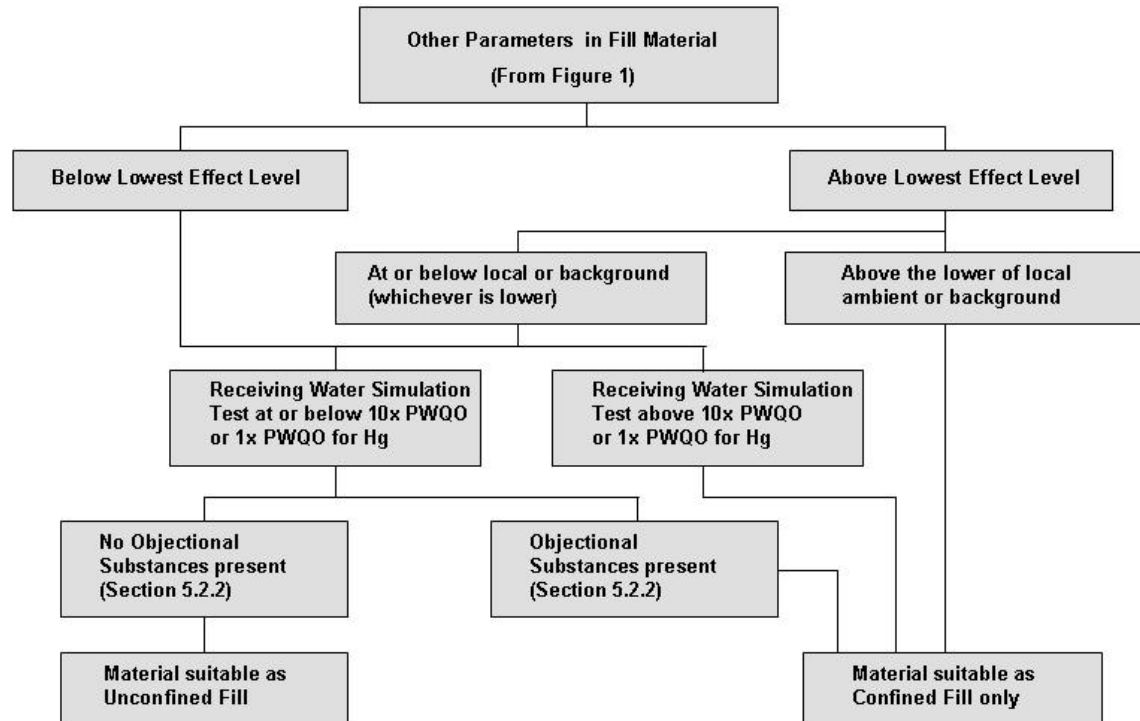 Other Parameters in Fill Material
(From Figure 1)
Below Lowest Effect Level
Above Lowest Effect Level
At or below local or background
(whichever is lower)
Above the lower of local
ambient or background
Receiving Water Simulation
Test at or below 10x PWQO
or 1x PWQO for Hg
Receiving Water Simulation
Test above 10x PWQO
or 1x PWQO for Hg
No Objectional
Substances present
(Section 5.2.2)
Objectional
Substances present
(Section 5.2.2)
Material suitable as
Unconfined Fill
Material suitable as
Confined Fill only